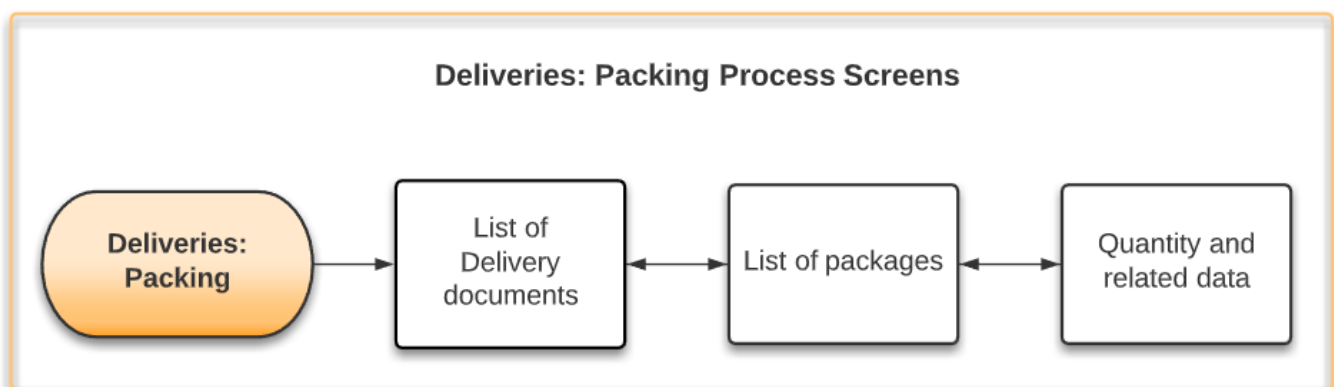 Deliveries: Packing Process Screens
Deliveries:
Packing
List of
Delivery
documents
List of packages
Quantity and
related data